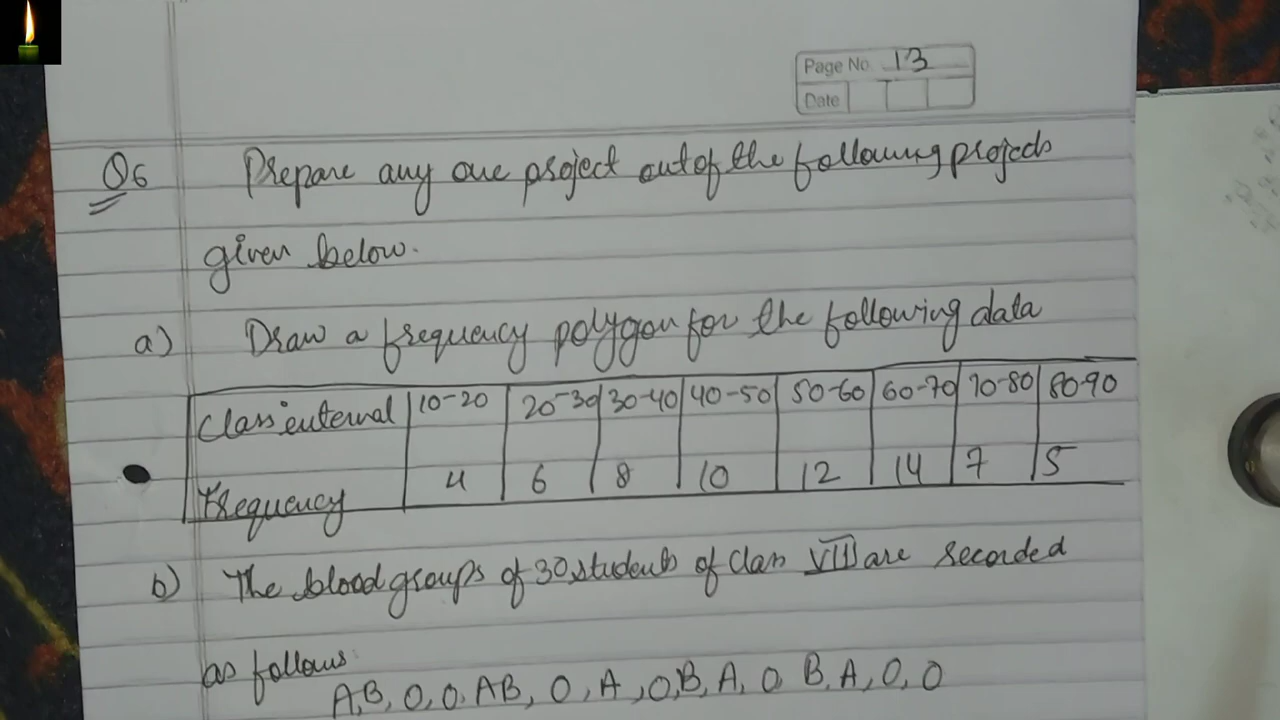 Page No. 13
Date
Q6 Prepare any one project out of the following projects
given below.
a) Draw a frequency polygon for the following data
Class interval 10-20 20-30 30-40 40-50 50-60 60-70 70-80 80-90
Frequency 4 6 8 10 12 14 7 5
b) The blood groups of 30 students of class VIII are recorded
as follows:
A,B, O, O, AB, O, A, O,B, A, O, B, A, O, O